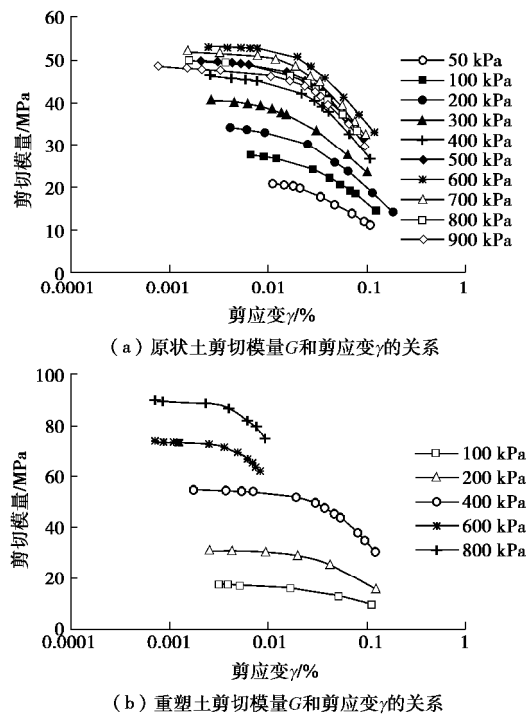 60
50
40
30
20
10
0
剪切模量/MPa
0.0001
0.001
0.01
0.1
1
剪应变γ/%
50 kPa
100 kPa
200 kPa
300 kPa
400 kPa
500 kPa
600 kPa
700 kPa
800 kPa
900 kPa
（a）原状土剪切模量G和剪应变γ的关系
100
80
60
40
20
0
剪切模量/MPa
0.0001
0.001
0.01
0.1
1
剪应变γ/%
100 kPa
200 kPa
400 kPa
600 kPa
800 kPa
（b）重塑土剪切模量G和剪应变γ的关系